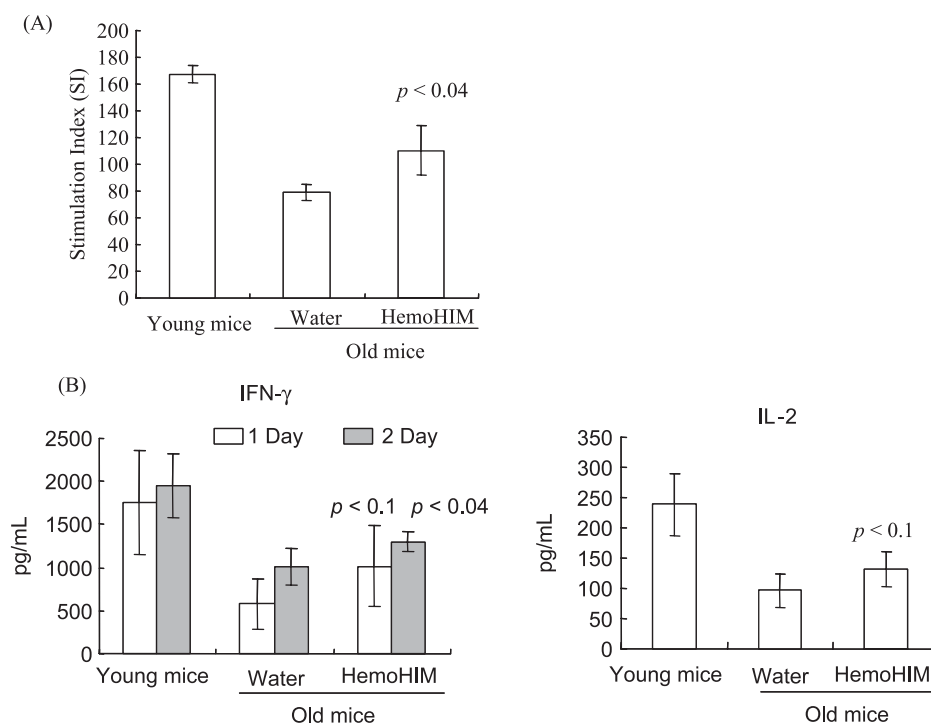 (A)
Stimulation Index (SI)
200
180
160
140
120
100
80
60
40
20
0
p < 0.04
Young mice
Water
HemoHIM
Old mice
(B)
IFN-γ
1 Day
2 Day
pg/mL
2500
2000
1500
1000
500
0
p < 0.1
p < 0.04
Young mice
Water
HemoHIM
Old mice
IL-2
pg/mL
350
300
250
200
150
100
50
0
p < 0.1
Young mice
Water
HemoHIM
Old mice